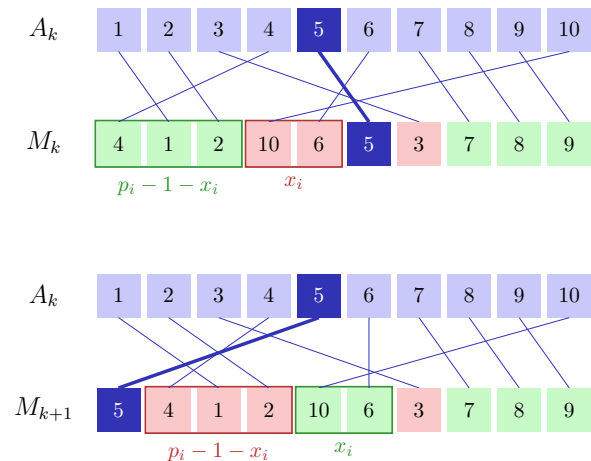 A_k 1 2 3 4 5 6 7 8 9 10
M_k 4 1 2 10 6 5 3 7 8 9
p_i − 1 − x_i x_i
A_k 1 2 3 4 5 6 7 8 9 10
M_{k+1} 5 4 1 2 10 6 3 7 8 9
p_i − 1 − x_i x_i